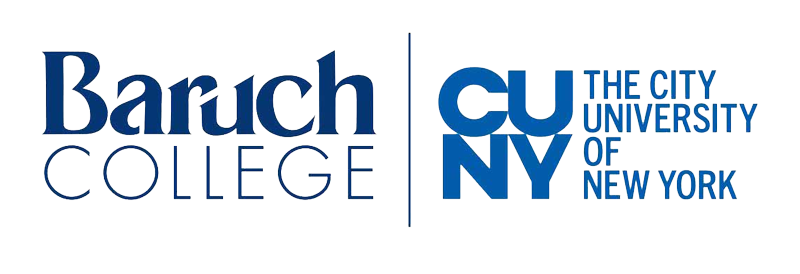 Baruch
COLLEGE
CU
NY
THE CITY
UNIVERSITY
OF
NEW YORK